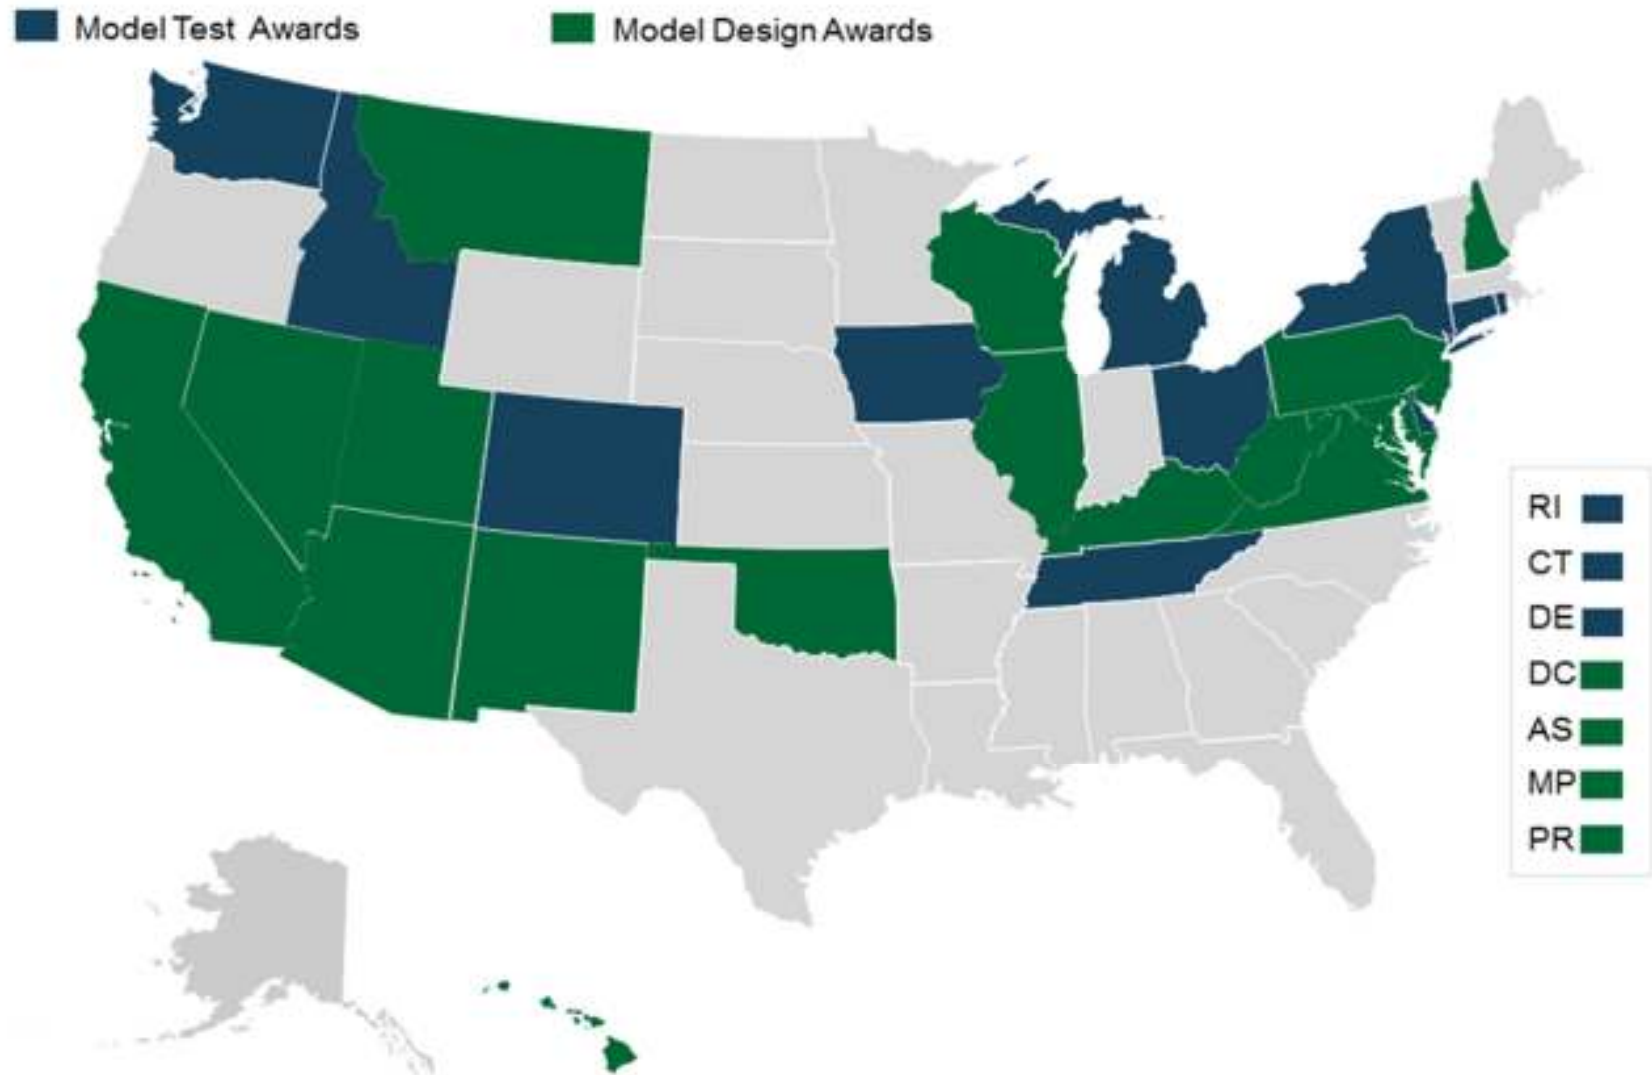 Model Test Awards
Model Design Awards
RI
CT
DE
DC
AS
MP
PR